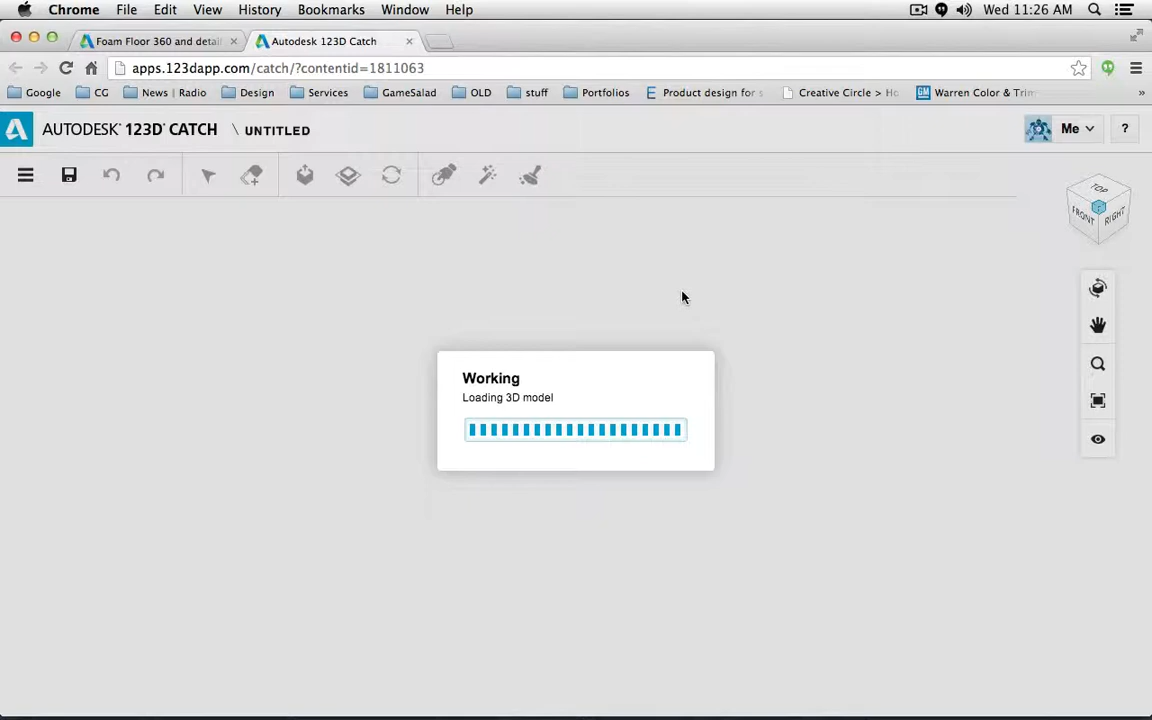 Chrome File Edit View History Bookmarks Window Help Wed 11:26 AM
Foam Floor 360 and detai Autodesk 123D Catch
apps.123dapp.com/catch/?contentid=1811063
Google CG News | Radio Design Services GameSalad OLD stuff Portfolios Product design for s Creative Circle > Ho Warren Color & Trim »
AUTODESK® 123D® CATCH \ UNTITLED Me ?
TOP
FRONT RIGHT
Working
Loading 3D model